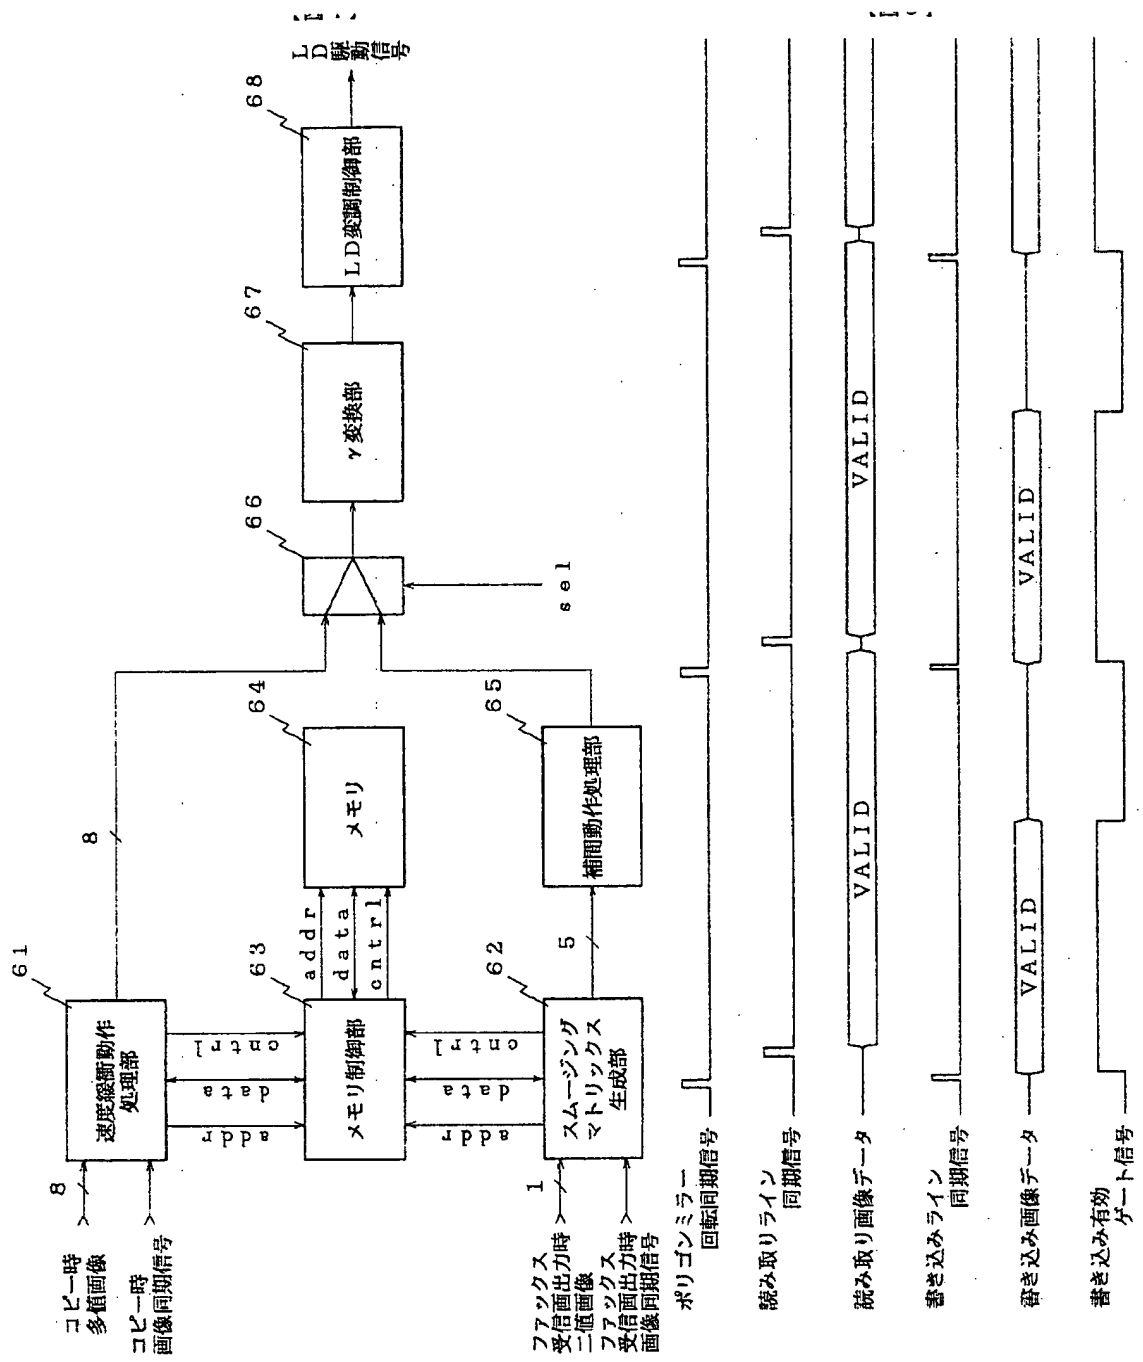 コピー時
多値画像
コピー時
画像同期信号
8
61
速度緩衝動作
処理部
8
addr
data
cntrl
63
メモリ制御部
addr
data
cntrl
64
メモリ
addr
data
cntrl
ファックス
受信画出力時
二値画像
ファックス
受信画出力時
画像同期信号
1
62
スムージング
マトリックス
生成部
5
65
補間動作処理部
66
sel
67
γ変換部
68
LD変調制御部
LD駆動信号
ポリゴンミラー
回転同期信号
読み取りライン
同期信号
読み取り画像データ
VALID
VALID
書き込みライン
同期信号
書き込み画像データ
VALID
VALID
書き込み有効
ゲート信号